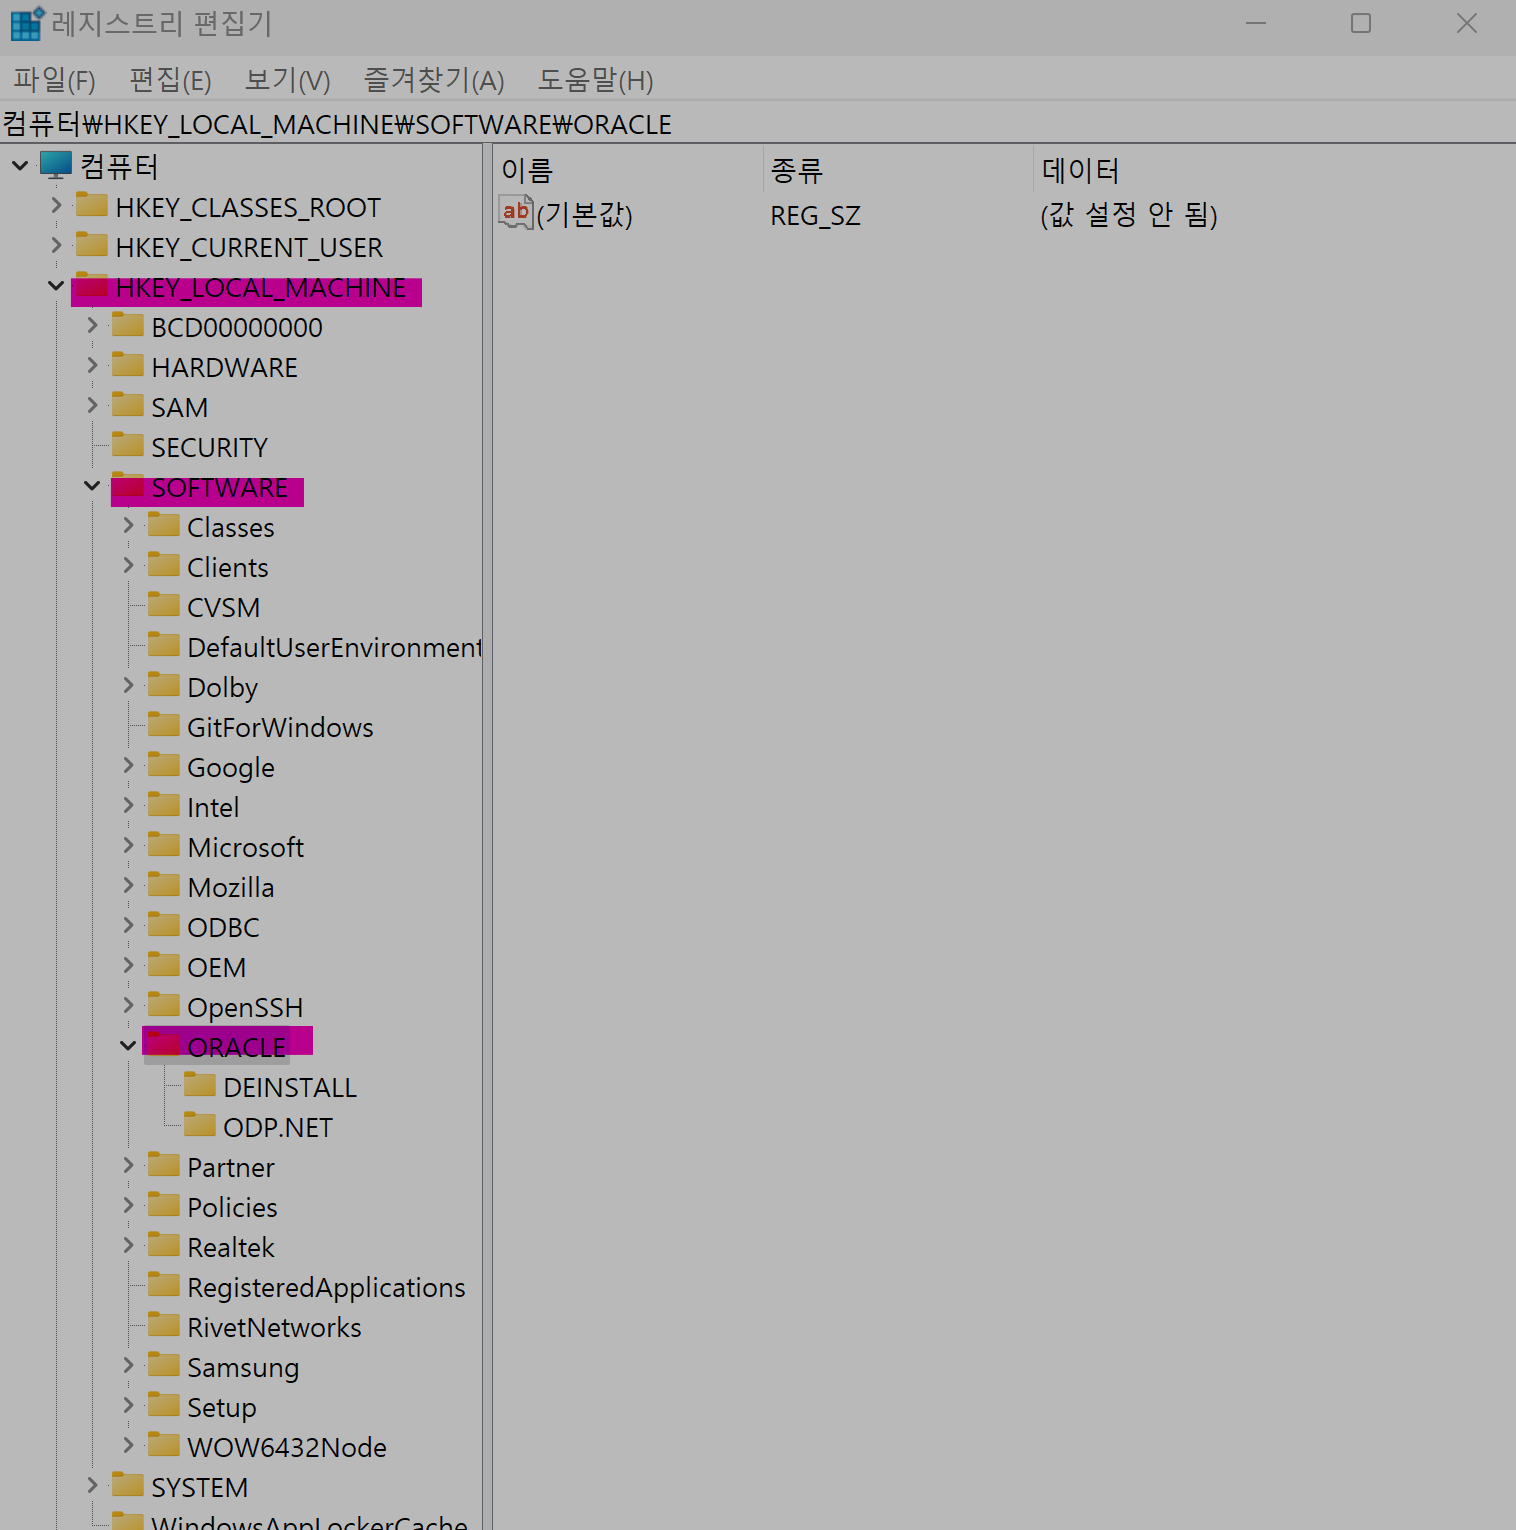 레지스트리 편집기
파일(F) 편집(E) 보기(V) 즐겨찾기(A) 도움말(H)
컴퓨터₩HKEY_LOCAL_MACHINE₩SOFTWARE₩ORACLE
컴퓨터
HKEY_CLASSES_ROOT
HKEY_CURRENT_USER
HKEY_LOCAL_MACHINE
BCD00000000
HARDWARE
SAM
SECURITY
SOFTWARE
Classes
Clients
CVSM
DefaultUserEnvironment
Dolby
GitForWindows
Google
Intel
Microsoft
Mozilla
ODBC
OEM
OpenSSH
ORACLE
DEINSTALL
ODP.NET
Partner
Policies
Realtek
RegisteredApplications
RivetNetworks
Samsung
Setup
WOW6432Node
SYSTEM
WindowsAppLockerCache
이름 종류 데이터
ab (기본값) REG_SZ (값 설정 안 됨)